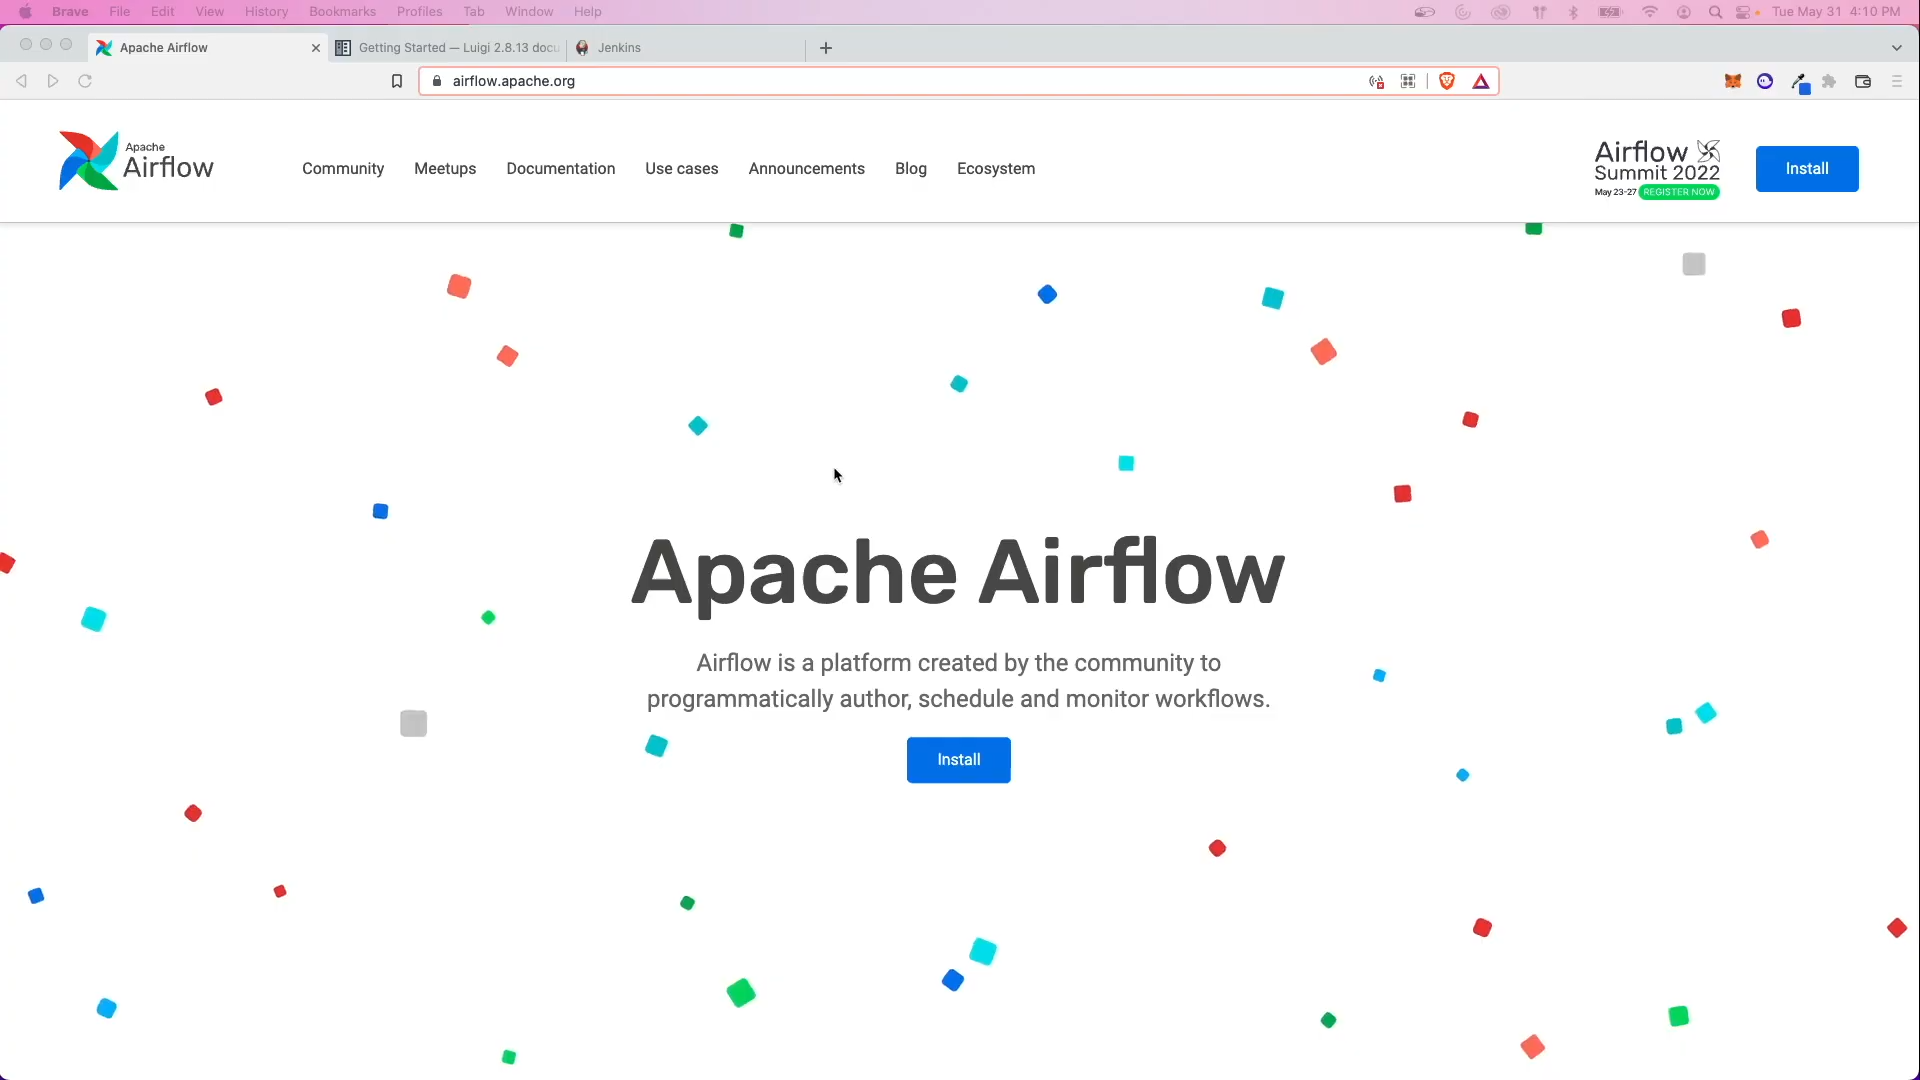 Brave File Edit View History Bookmarks Profiles Tab Window Help Tue May 31 4:10 PM
Apache Airflow Getting Started — Luigi 2.8.13 docu Jenkins
airflow.apache.org
Apache
Airflow
Community Meetups Documentation Use cases Announcements Blog Ecosystem
Airflow
Summit 2022
May 23-27 REGISTER NOW
Install
Apache Airflow
Airflow is a platform created by the community to
programmatically author, schedule and monitor workflows.
Install